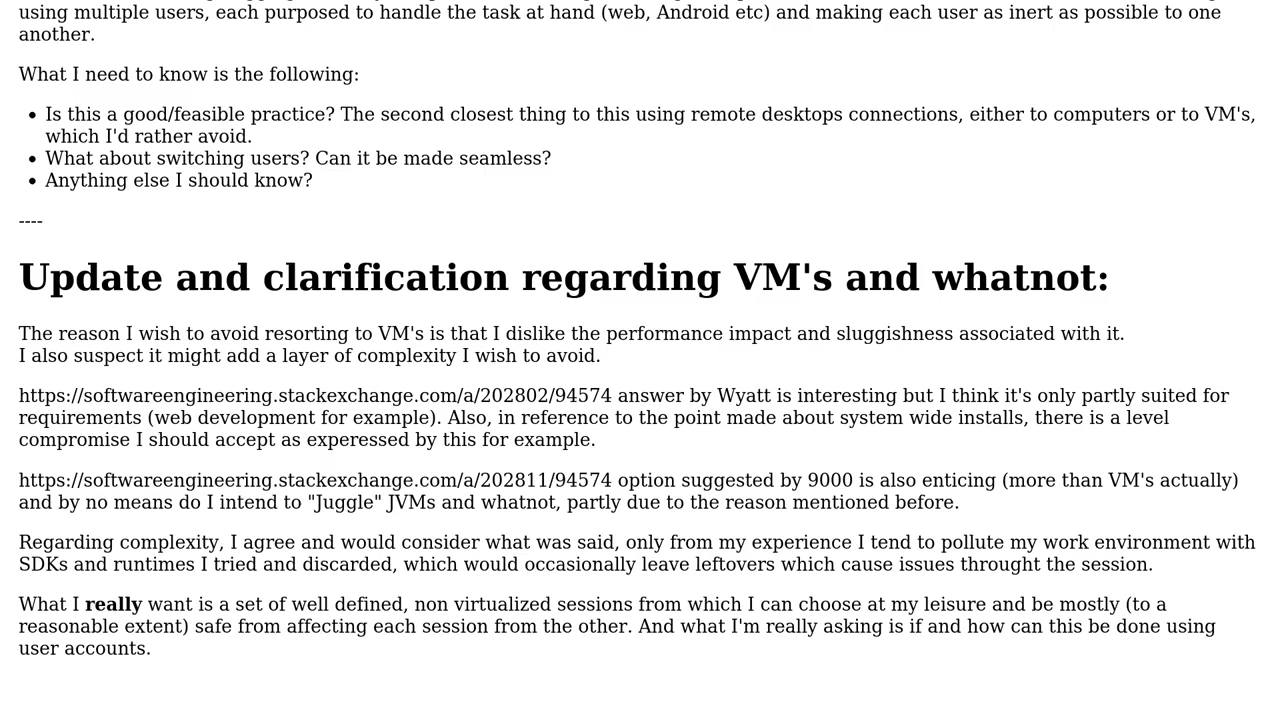 using multiple users, each purposed to handle the task at hand (web, Android etc) and making each user as inert as possible to one
another.
What I need to know is the following:
• Is this a good/feasible practice? The second closest thing to this using remote desktops connections, either to computers or to VM's,
which I'd rather avoid.
• What about switching users? Can it be made seamless?
• Anything else I should know?
----
Update and clarification regarding VM's and whatnot:
The reason I wish to avoid resorting to VM's is that I dislike the performance impact and sluggishness associated with it.
I also suspect it might add a layer of complexity I wish to avoid.
https://softwareengineering.stackexchange.com/a/202802/94574 answer by Wyatt is interesting but I think it's only partly suited for
requirements (web development for example). Also, in reference to the point made about system wide installs, there is a level
compromise I should accept as experessed by this for example.
https://softwareengineering.stackexchange.com/a/202811/94574 option suggested by 9000 is also enticing (more than VM's actually)
and by no means do I intend to "Juggle" JVMs and whatnot, partly due to the reason mentioned before.
Regarding complexity, I agree and would consider what was said, only from my experience I tend to pollute my work environment with
SDKs and runtimes I tried and discarded, which would occasionally leave leftovers which cause issues throught the session.
What I really want is a set of well defined, non virtualized sessions from which I can choose at my leisure and be mostly (to a
reasonable extent) safe from affecting each session from the other. And what I'm really asking is if and how can this be done using
user accounts.